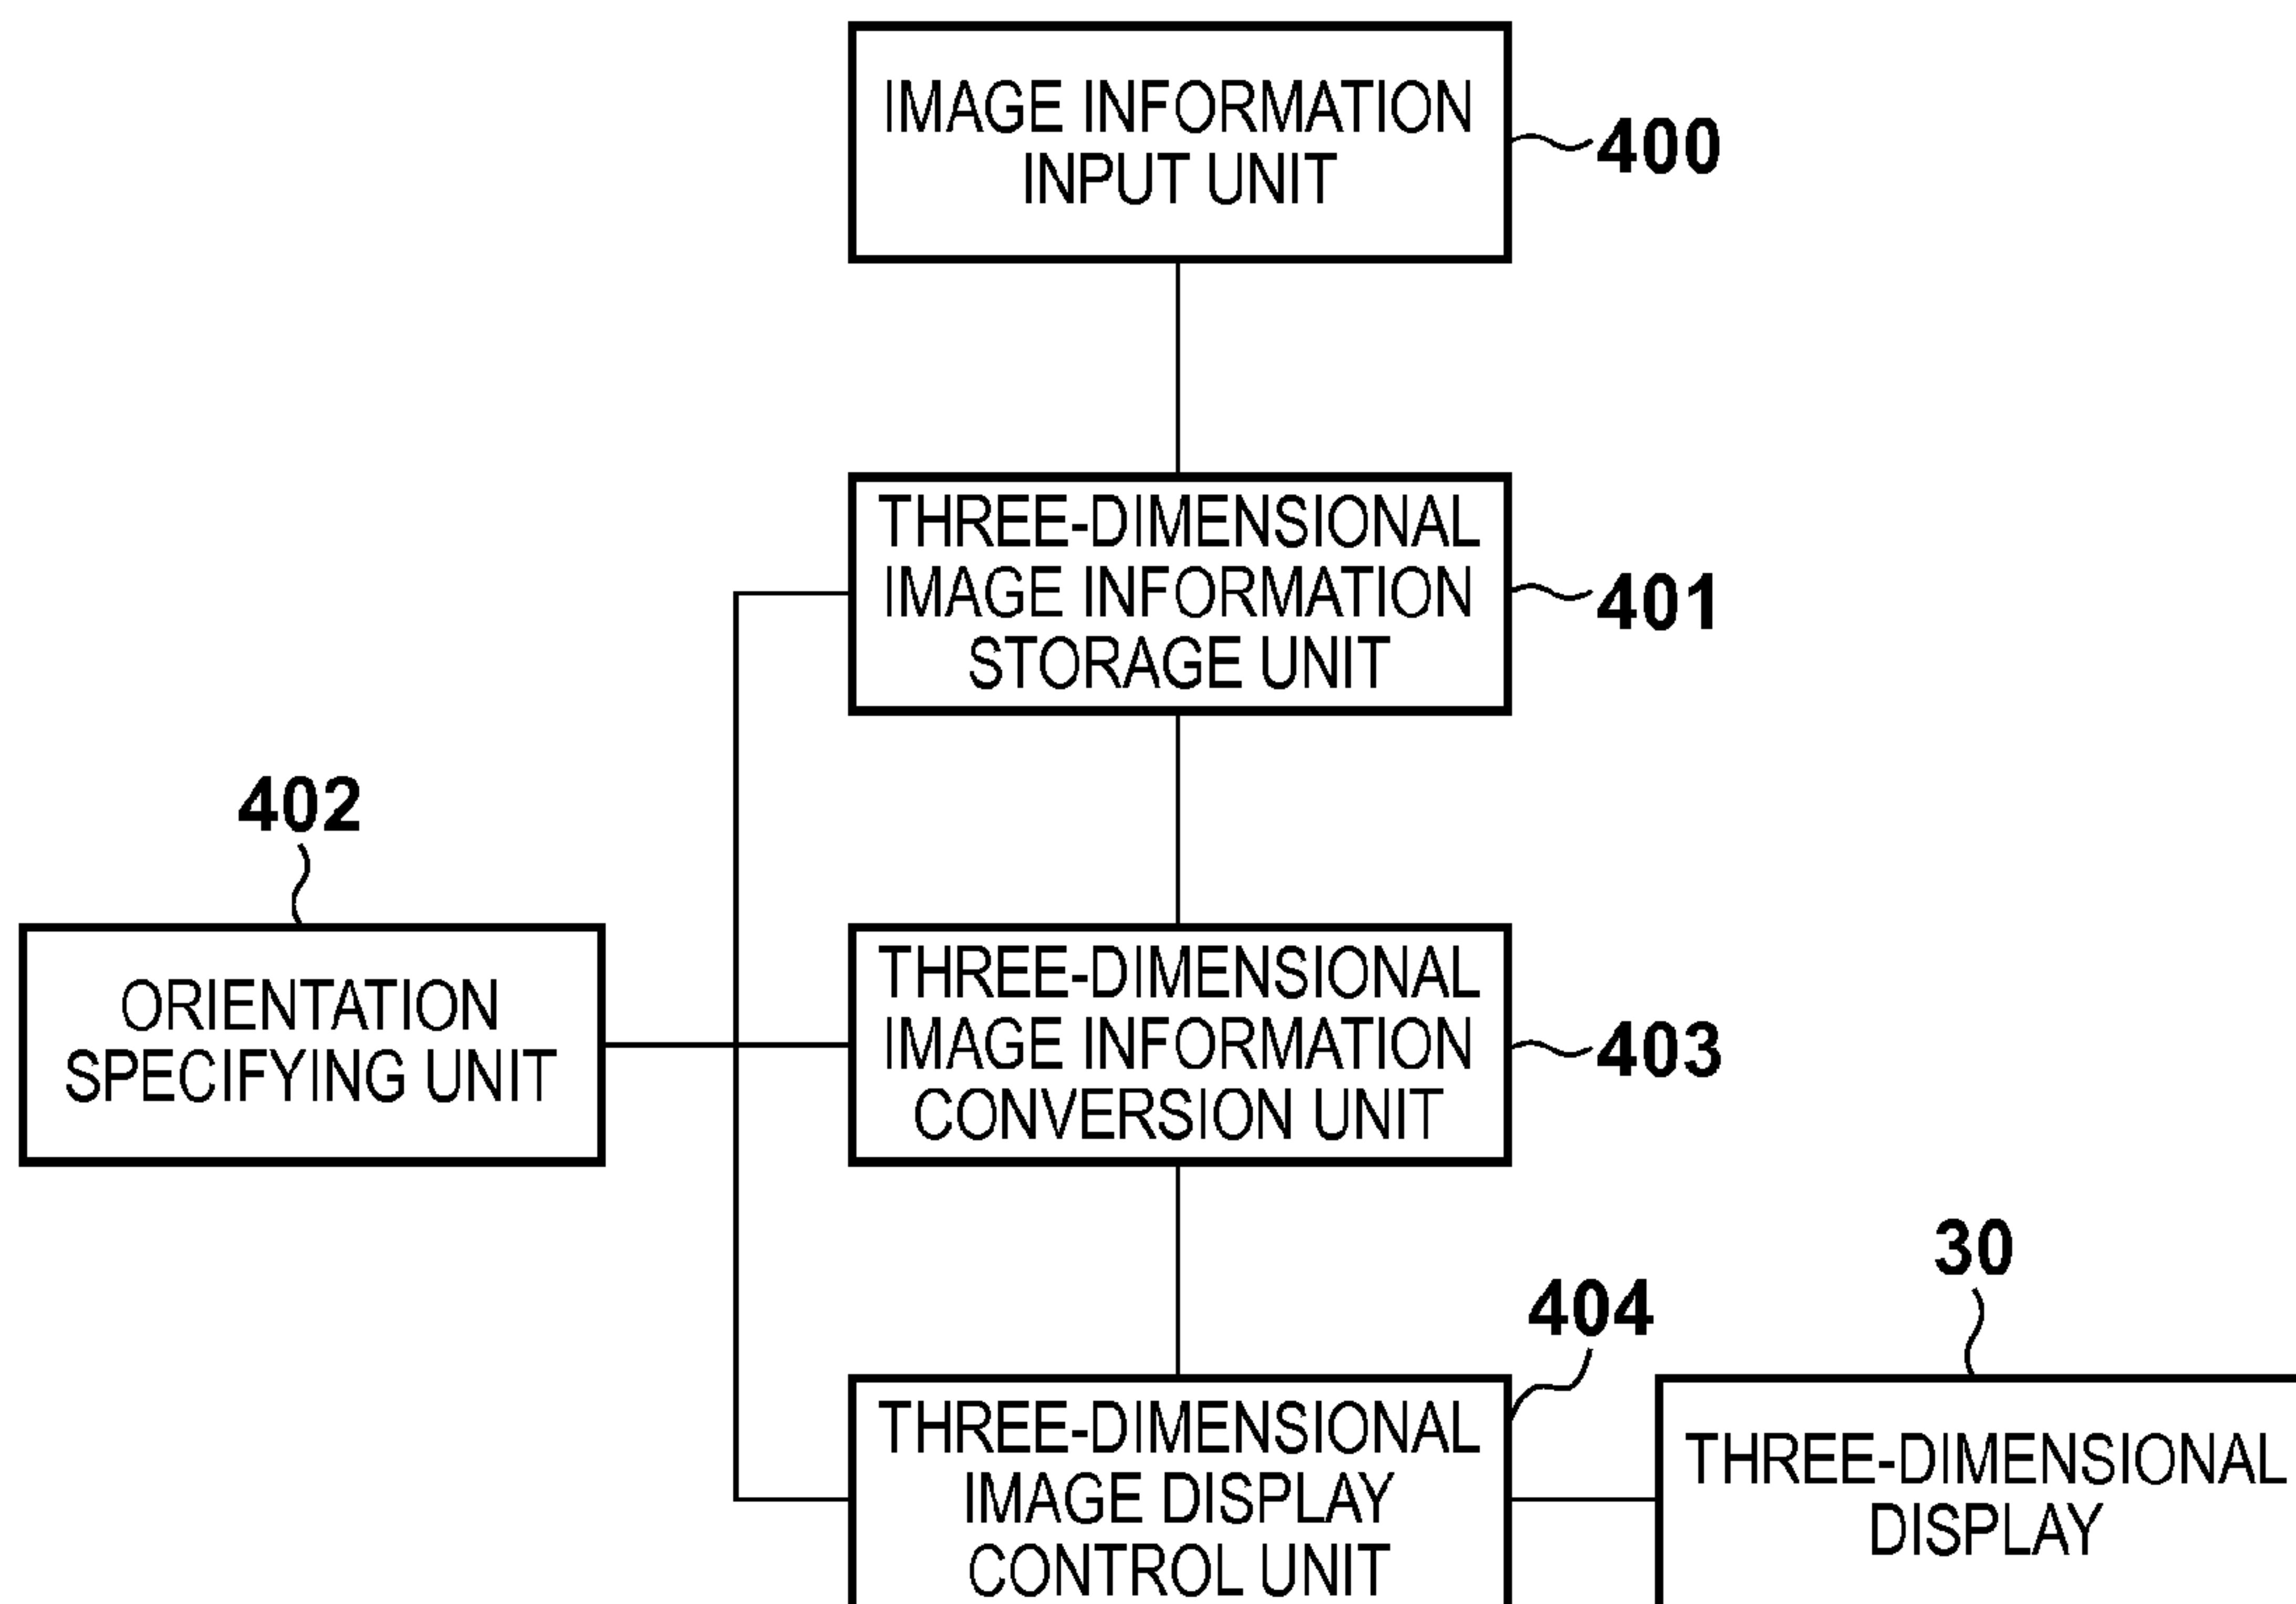 IMAGE INFORMATION
INPUT UNIT
400
THREE-DIMENSIONAL
IMAGE INFORMATION
STORAGE UNIT
401
402
ORIENTATION
SPECIFYING UNIT
THREE-DIMENSIONAL
IMAGE INFORMATION
CONVERSION UNIT
403
404
30
THREE-DIMENSIONAL
IMAGE DISPLAY
CONTROL UNIT
THREE-DIMENSIONAL
DISPLAY